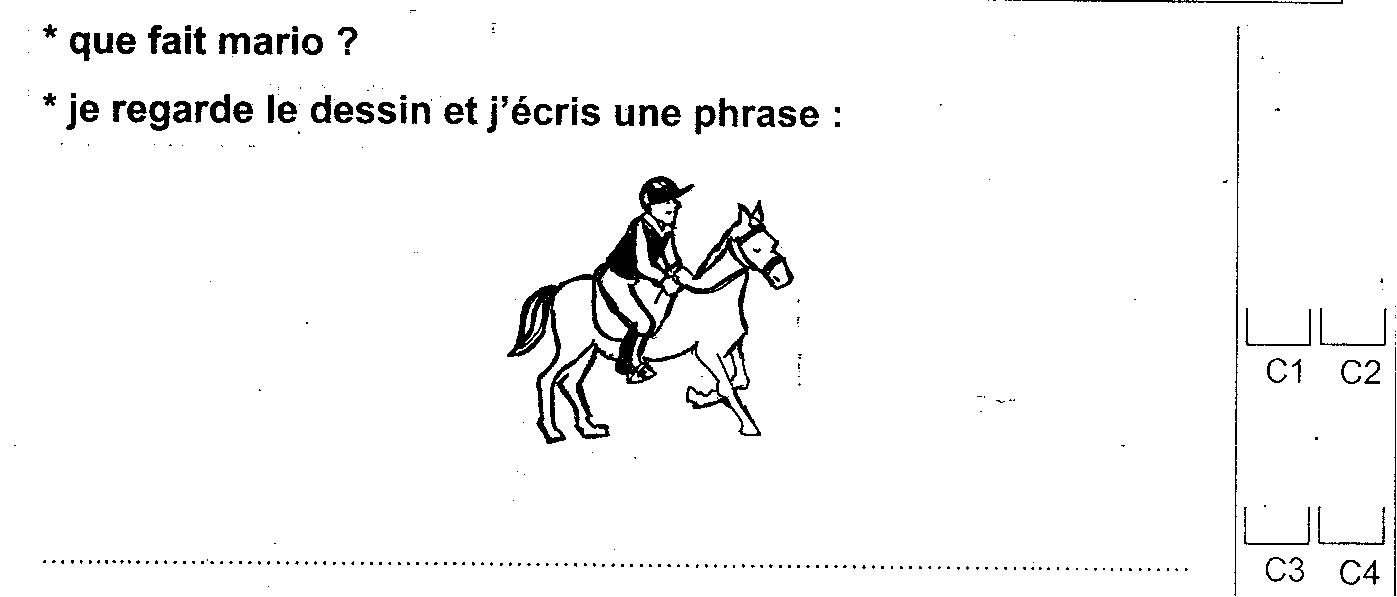 * que fait mario ?
* je regarde le dessin et j'écris une phrase :
C1 C2
C3 C4